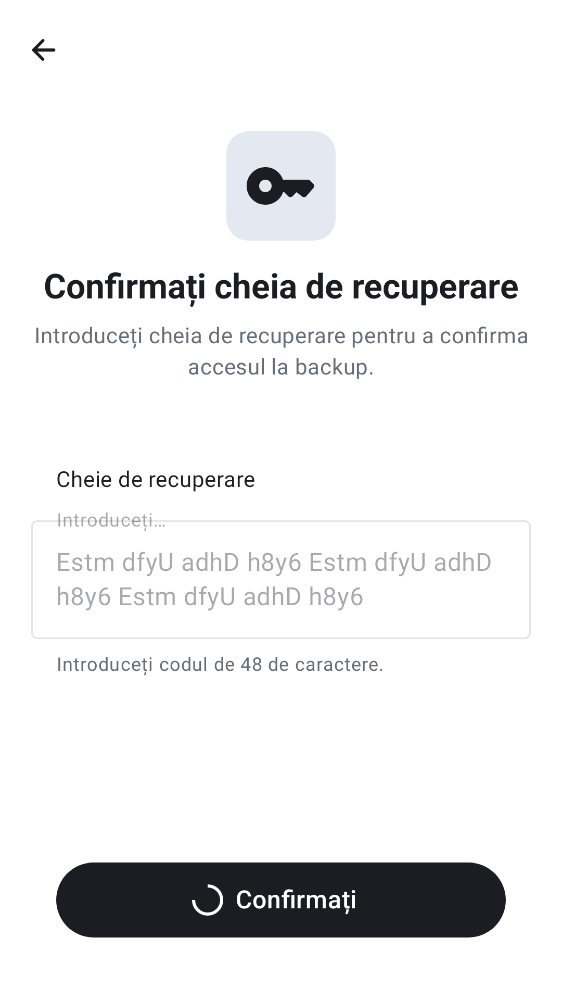 Confirmați cheia de recuperare
Introduceți cheia de recuperare pentru a confirma
accesul la backup.
Cheie de recuperare
Introduceți…
Estm dfyU adhD h8y6 Estm dfyU adhD
h8y6 Estm dfyU adhD h8y6
Introduceți codul de 48 de caractere.
Confirmați